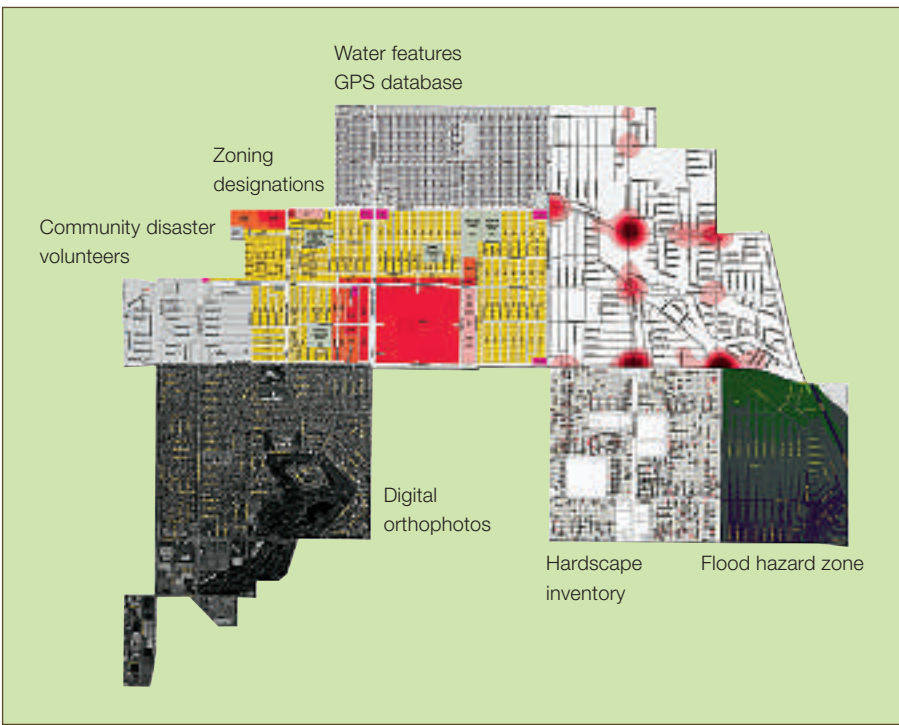 Water features
GPS database
Zoning
designations
Community disaster
volunteers
Digital
orthophotos
Hardscape
inventory
Flood hazard zone